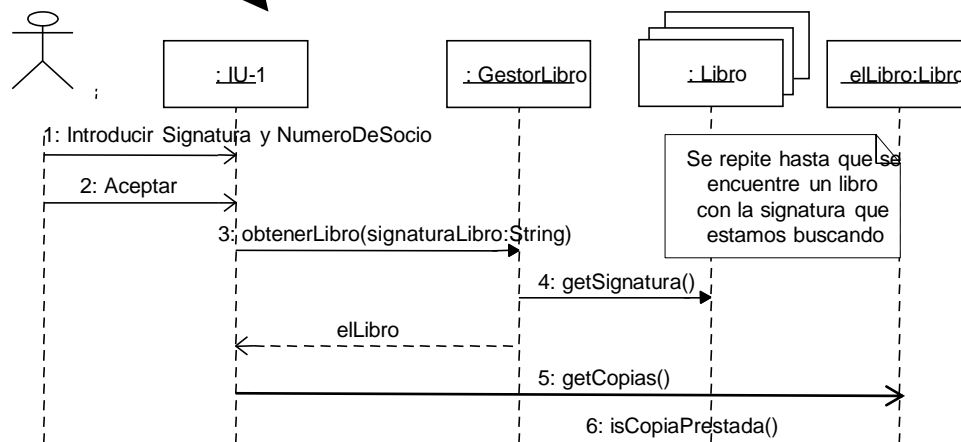 : IU-1
: GestorLibro
: Libro
elLibro:Libro
:
1: Introducir Signatura y NumeroDeSocio
Se repite hasta que se
encuentre un libro
con la signatura que
estamos buscando
2: Aceptar
3: obtenerLibro(signaturaLibro:String)
4: getSignatura()
elLibro
5: getCopias()
6: isCopiaPrestada()